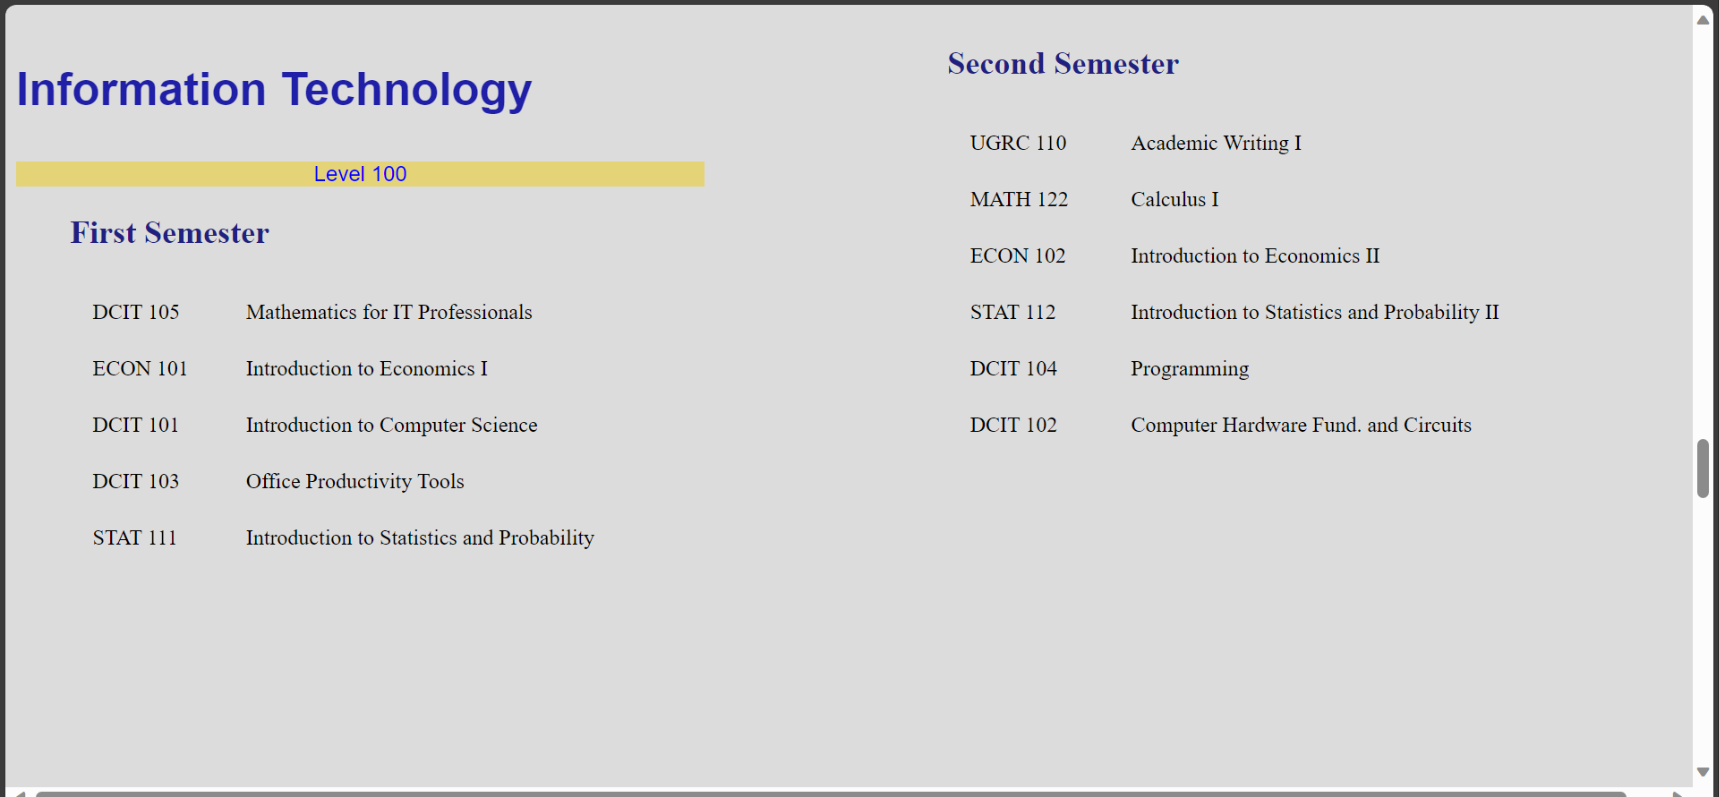 Information Technology
Level 100
First Semester
DCIT 105 Mathematics for IT Professionals
ECON 101 Introduction to Economics I
DCIT 101 Introduction to Computer Science
DCIT 103 Office Productivity Tools
STAT 111 Introduction to Statistics and Probability
Second Semester
UGRC 110 Academic Writing I
MATH 122 Calculus I
ECON 102 Introduction to Economics II
STAT 112 Introduction to Statistics and Probability II
DCIT 104 Programming
DCIT 102 Computer Hardware Fund. and Circuits